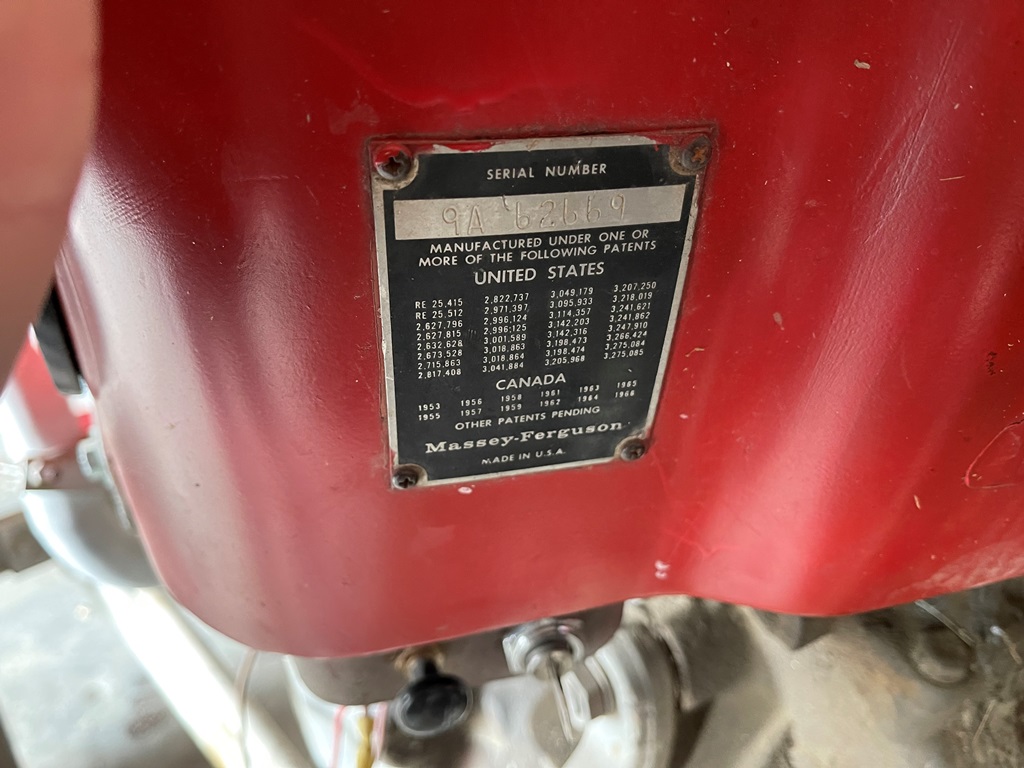 SERIAL NUMBER
9A 62669
MANUFACTURED UNDER ONE OR
MORE OF THE FOLLOWING PATENTS
UNITED STATES
RE 25,415 2,822,737 3,049,179 3,207,250
RE 25,512 2,971,397 3,095,933 3,218,019
2,627,796 2,996,124 3,114,357 3,241,621
2,627,815 2,996,125 3,142,203 3,241,862
2,632,628 3,001,589 3,142,316 3,247,910
2,673,528 3,018,863 3,198,473 3,266,424
2,715,863 3,018,864 3,198,474 3,275,084
2,817,408 3,041,884 3,205,968 3,275,085
CANADA
1953 1956 1958 1961 1963 1965
1955 1957 1959 1962 1964 1966
OTHER PATENTS PENDING
Massey-Ferguson
MADE IN U.S.A.